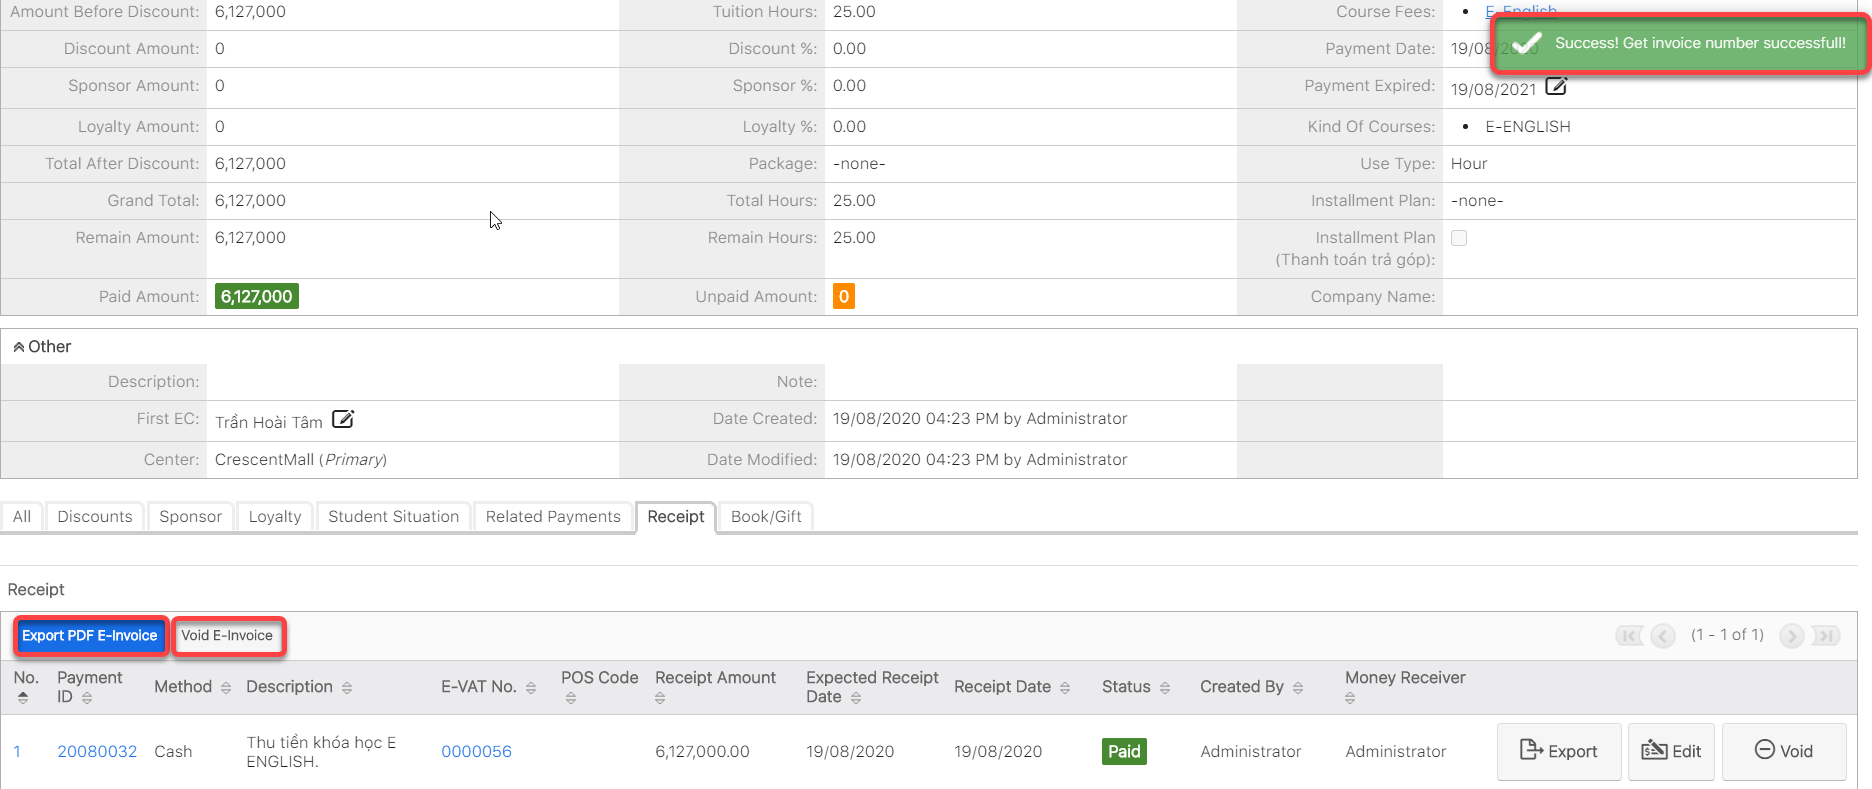 Amount Before Discount: 6,127,000 Tuition Hours: 25.00 Course Fees: • E-English
Success! Get invoice number successfull!
Discount Amount: 0 Discount %: 0.00 Payment Date: 19/08/2020
Sponsor Amount: 0 Sponsor %: 0.00 Payment Expired: 19/08/2021
Loyalty Amount: 0 Loyalty %: 0.00 Kind Of Courses: • E-ENGLISH
Total After Discount: 6,127,000 Package: -none- Use Type: Hour
Grand Total: 6,127,000 Total Hours: 25.00 Installment Plan: -none-
Remain Amount: 6,127,000 Remain Hours: 25.00 Installment Plan
(Thanh toán trả góp):
Paid Amount: 6,127,000 Unpaid Amount: 0 Company Name:
Other
Description: Note:
First EC: Trần Hoài Tâm Date Created: 19/08/2020 04:23 PM by Administrator
Center: CrescentMall (Primary) Date Modified: 19/08/2020 04:23 PM by Administrator
All Discounts Sponsor Loyalty Student Situation Related Payments Receipt Book/Gift
Receipt
Export PDF E-Invoice Void E-Invoice (1 - 1 of 1)
No. Payment Method Description E-VAT No. POS Code Receipt Amount Expected Receipt Receipt Date Status Created By Money Receiver
ID Date
1 20080032 Cash Thu tiền khóa học E 0000056 6,127,000.00 19/08/2020 19/08/2020 Paid Administrator Administrator Export Edit Void
ENGLISH.